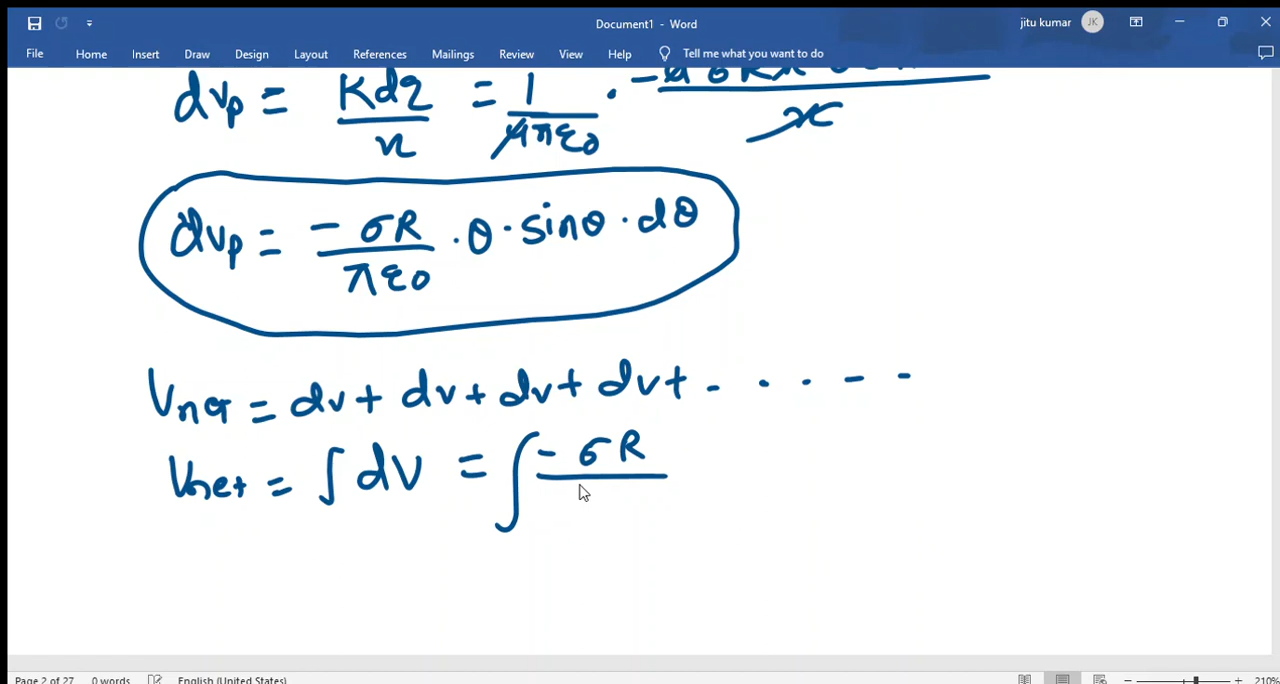 Document1 - Word
jitu kumar JK
File Home Insert Draw Design Layout References Mailings Review View Help Tell me what you want to do
dvp = Kdq/x = 1/4πε0 · /x
dvp = -σR/πε0 · θ · sinθ · dθ
Vnet = dv + dv + dv + dv + - · · - -
Vnet = ∫ dV = ∫ -σR
Page 2 of 27 0 words English (United States) 210%